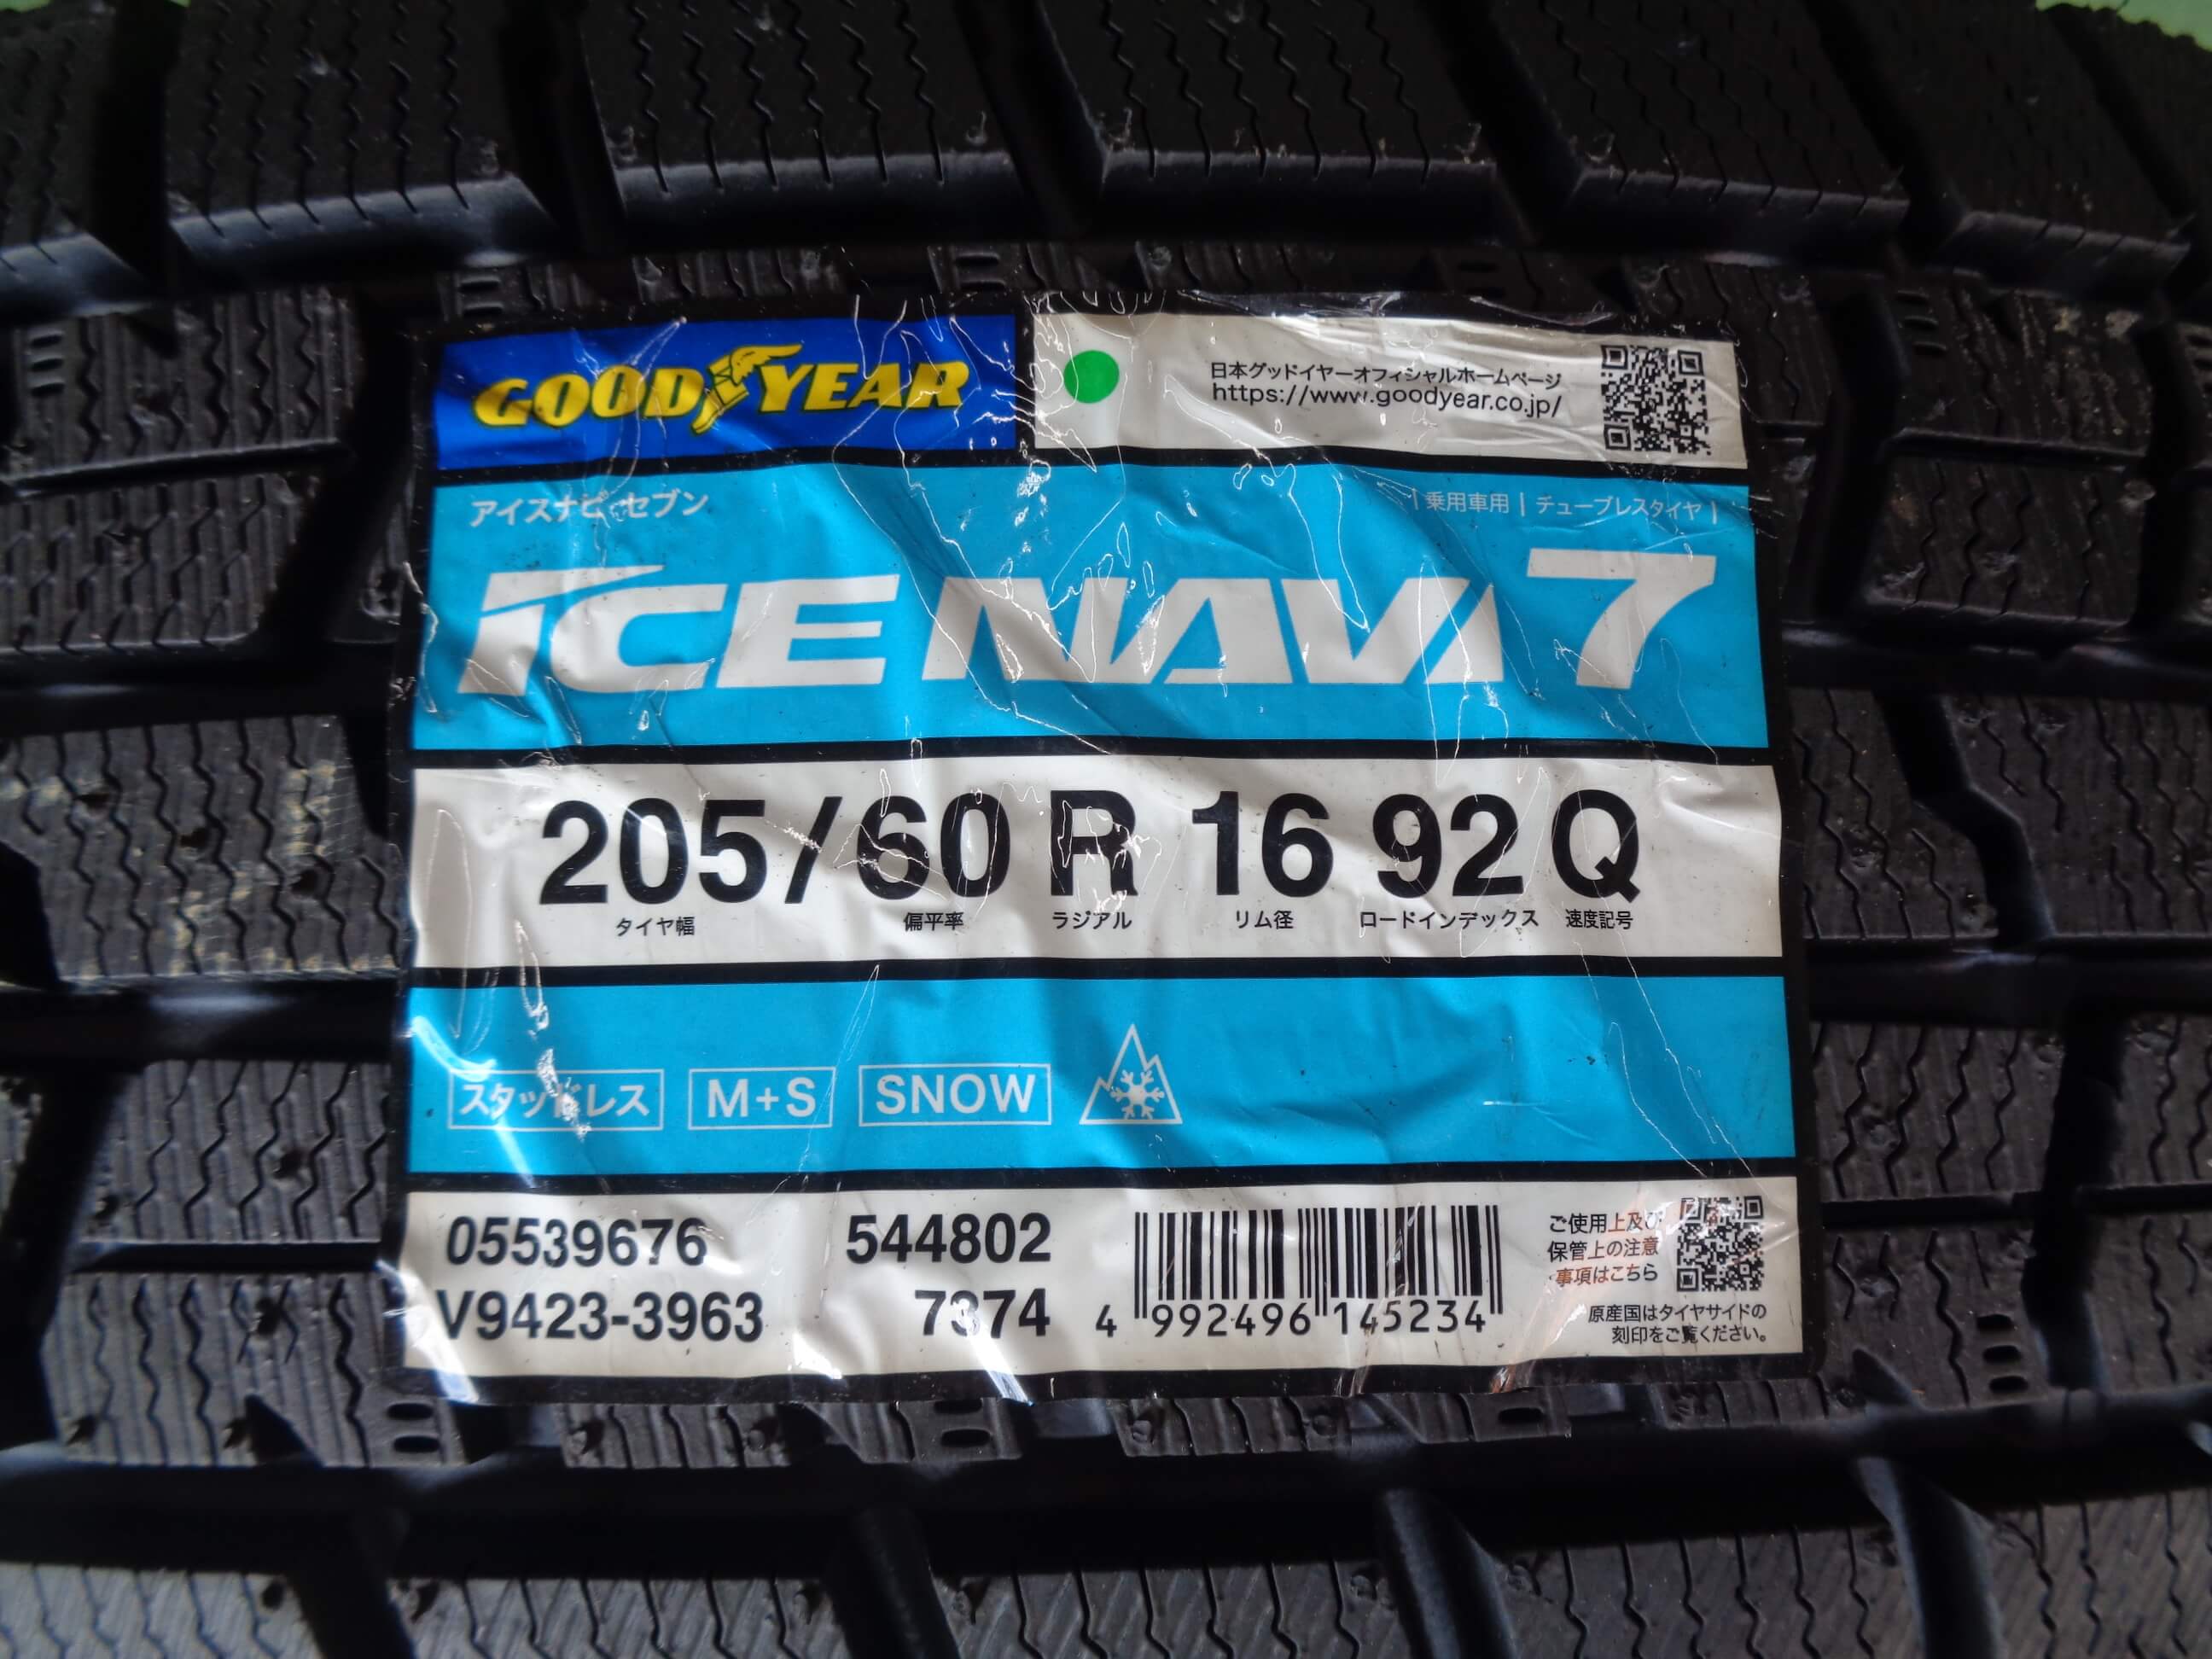 GOODYEAR
日本グッドイヤーオフィシャルホームページ
https://www.goodyear.co.jp/
アイスナビ セブン
| 乗用車用 | チューブレスタイヤ |
ICE NAVI 7
205/60 R 16 92 Q
タイヤ幅 偏平率 ラジアル リム径 ロードインデックス 速度記号
スタッドレス M+S SNOW
05539676 544802
V9423-3963 7374
4 992496 145234
ご使用上及び
保管上の注意
事項はこちら
原産国はタイヤサイドの
刻印をご覧ください。